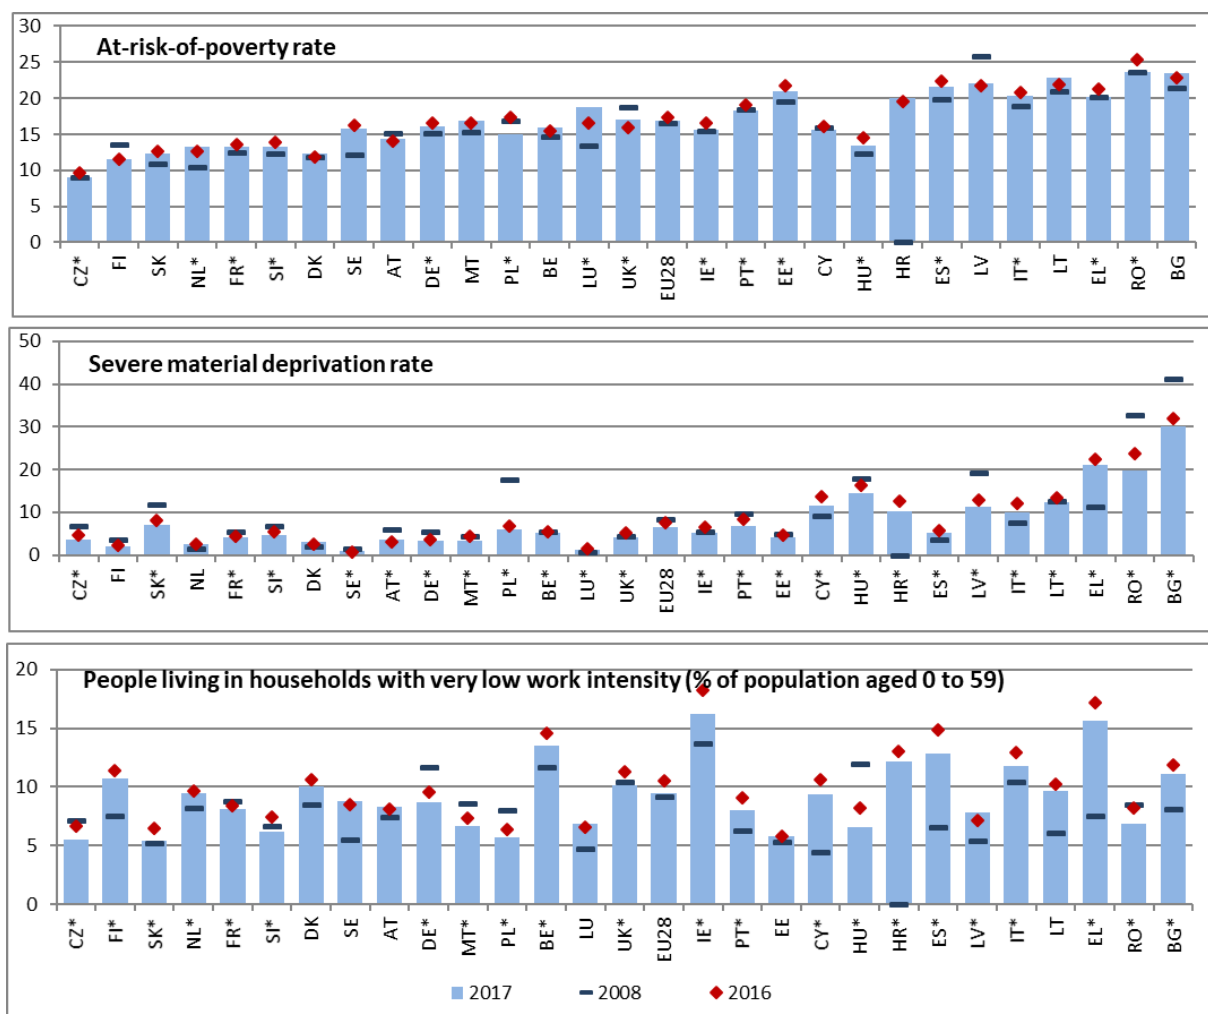 At-risk-of-poverty rate
30
25
20
15
10
5
0
CZ* FI SK NL* FR* SI* DK SE AT DE* MT PL* BE LU* UK* EU28 IE* PT* EE* CY HU* HR ES* LV IT* LT EL* RO* BG
Severe material deprivation rate
50
40
30
20
10
0
CZ* FI SK* NL FR* SI* DK SE* AT* DE* MT* PL* BE* LU* UK* EU28 IE* PT* EE* CY* HU* HR* ES* LV* IT* LT* EL* RO* BG*
People living in households with very low work intensity (% of population aged 0 to 59)
20
15
10
5
0
CZ* FI* SK* NL* FR* SI* DK SE AT DE* MT* PL* BE* LU UK* EU28 IE* PT* EE CY* HU* HR* ES* LV* IT* LT EL* RO* BG*
2017 2008 2016